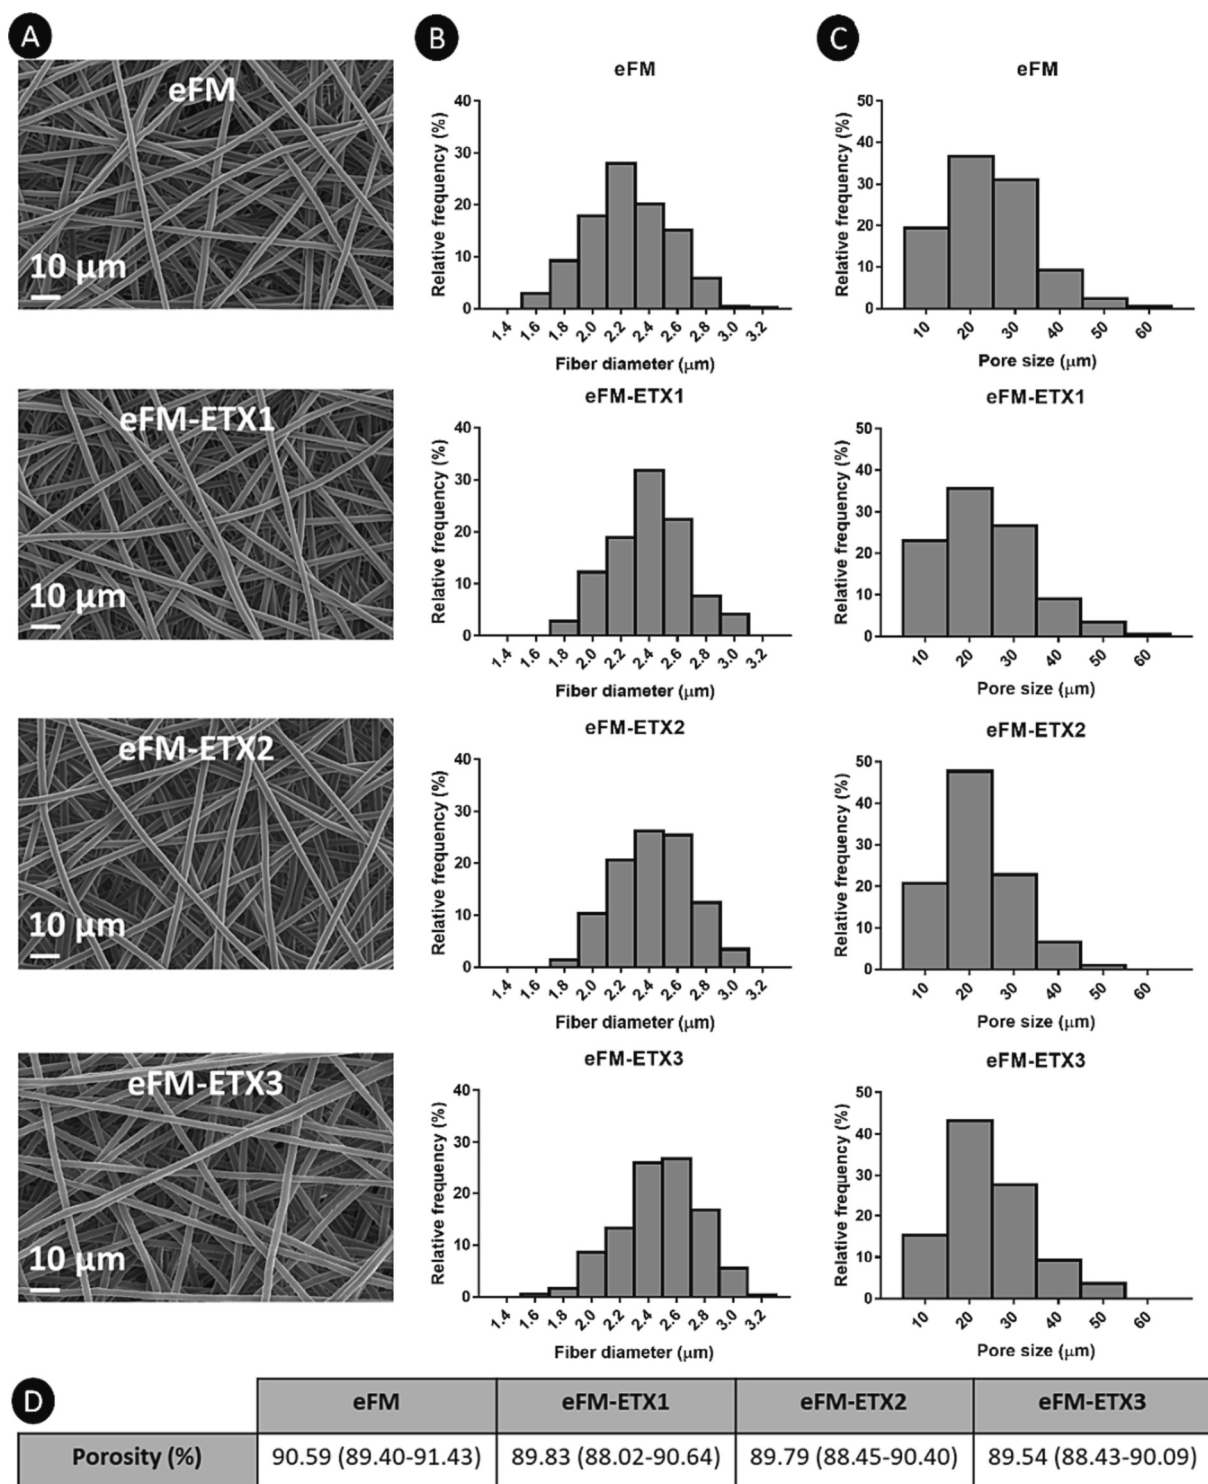 A
B
C
eFM
10 µm
eFM
Relative frequency (%)
40
30
20
10
0
1.4 1.6 1.8 2.0 2.2 2.4 2.6 2.8 3.0 3.2
Fiber diameter (µm)
eFM
Relative frequency (%)
50
40
30
20
10
0
10 20 30 40 50 60
Pore size (µm)
eFM-ETX1
10 µm
eFM-ETX1
Relative frequency (%)
40
30
20
10
0
1.4 1.6 1.8 2.0 2.2 2.4 2.6 2.8 3.0 3.2
Fiber diameter (µm)
eFM-ETX1
Relative frequency (%)
50
40
30
20
10
0
10 20 30 40 50 60
Pore size (µm)
eFM-ETX2
10 µm
eFM-ETX2
Relative frequency (%)
40
30
20
10
0
1.4 1.6 1.8 2.0 2.2 2.4 2.6 2.8 3.0 3.2
Fiber diameter (µm)
eFM-ETX2
Relative frequency (%)
50
40
30
20
10
0
10 20 30 40 50 60
Pore size (µm)
eFM-ETX3
10 µm
eFM-ETX3
Relative frequency (%)
40
30
20
10
0
1.4 1.6 1.8 2.0 2.2 2.4 2.6 2.8 3.0 3.2
Fiber diameter (µm)
eFM-ETX3
Relative frequency (%)
50
40
30
20
10
0
10 20 30 40 50 60
Pore size (µm)
D
eFM eFM-ETX1 eFM-ETX2 eFM-ETX3
Porosity (%) 90.59 (89.40-91.43) 89.83 (88.02-90.64) 89.79 (88.45-90.40) 89.54 (88.43-90.09)